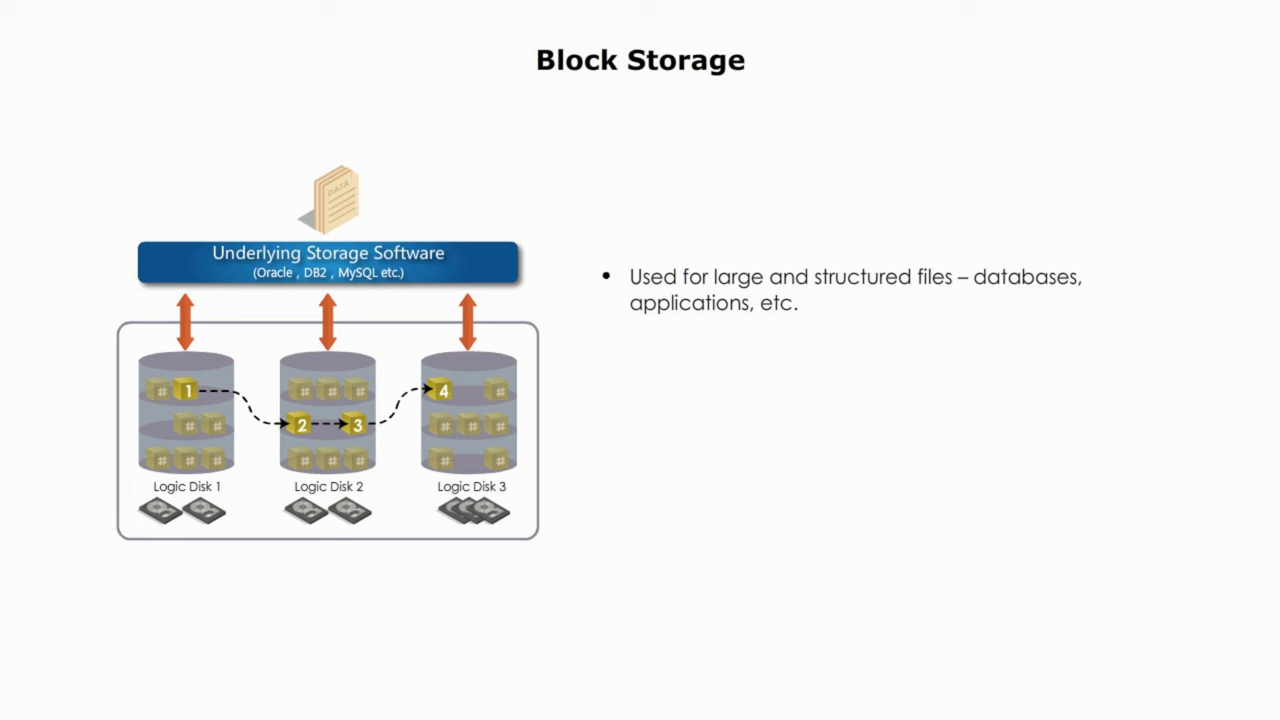 Block Storage
DATA
Underlying Storage Software
(Oracle , DB2 , MySQL etc.)
• Used for large and structured files – databases,
applications, etc.
# 1 # # # 4 #
# # 2 3 # # #
# # # # # # # #
Logic Disk 1 Logic Disk 2 Logic Disk 3